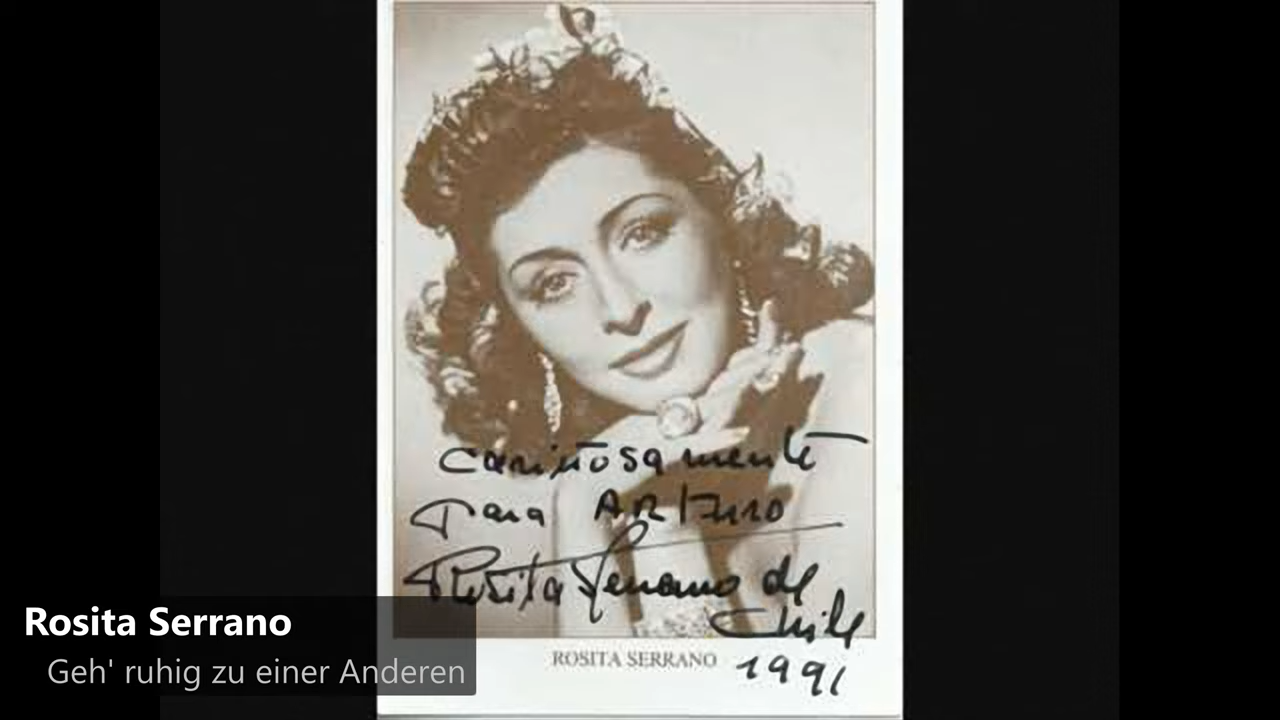 cariñosamente
para ARTURO
Rosita Serrano de
Chile
1991
ROSITA SERRANO
Rosita Serrano
Geh' ruhig zu einer Anderen